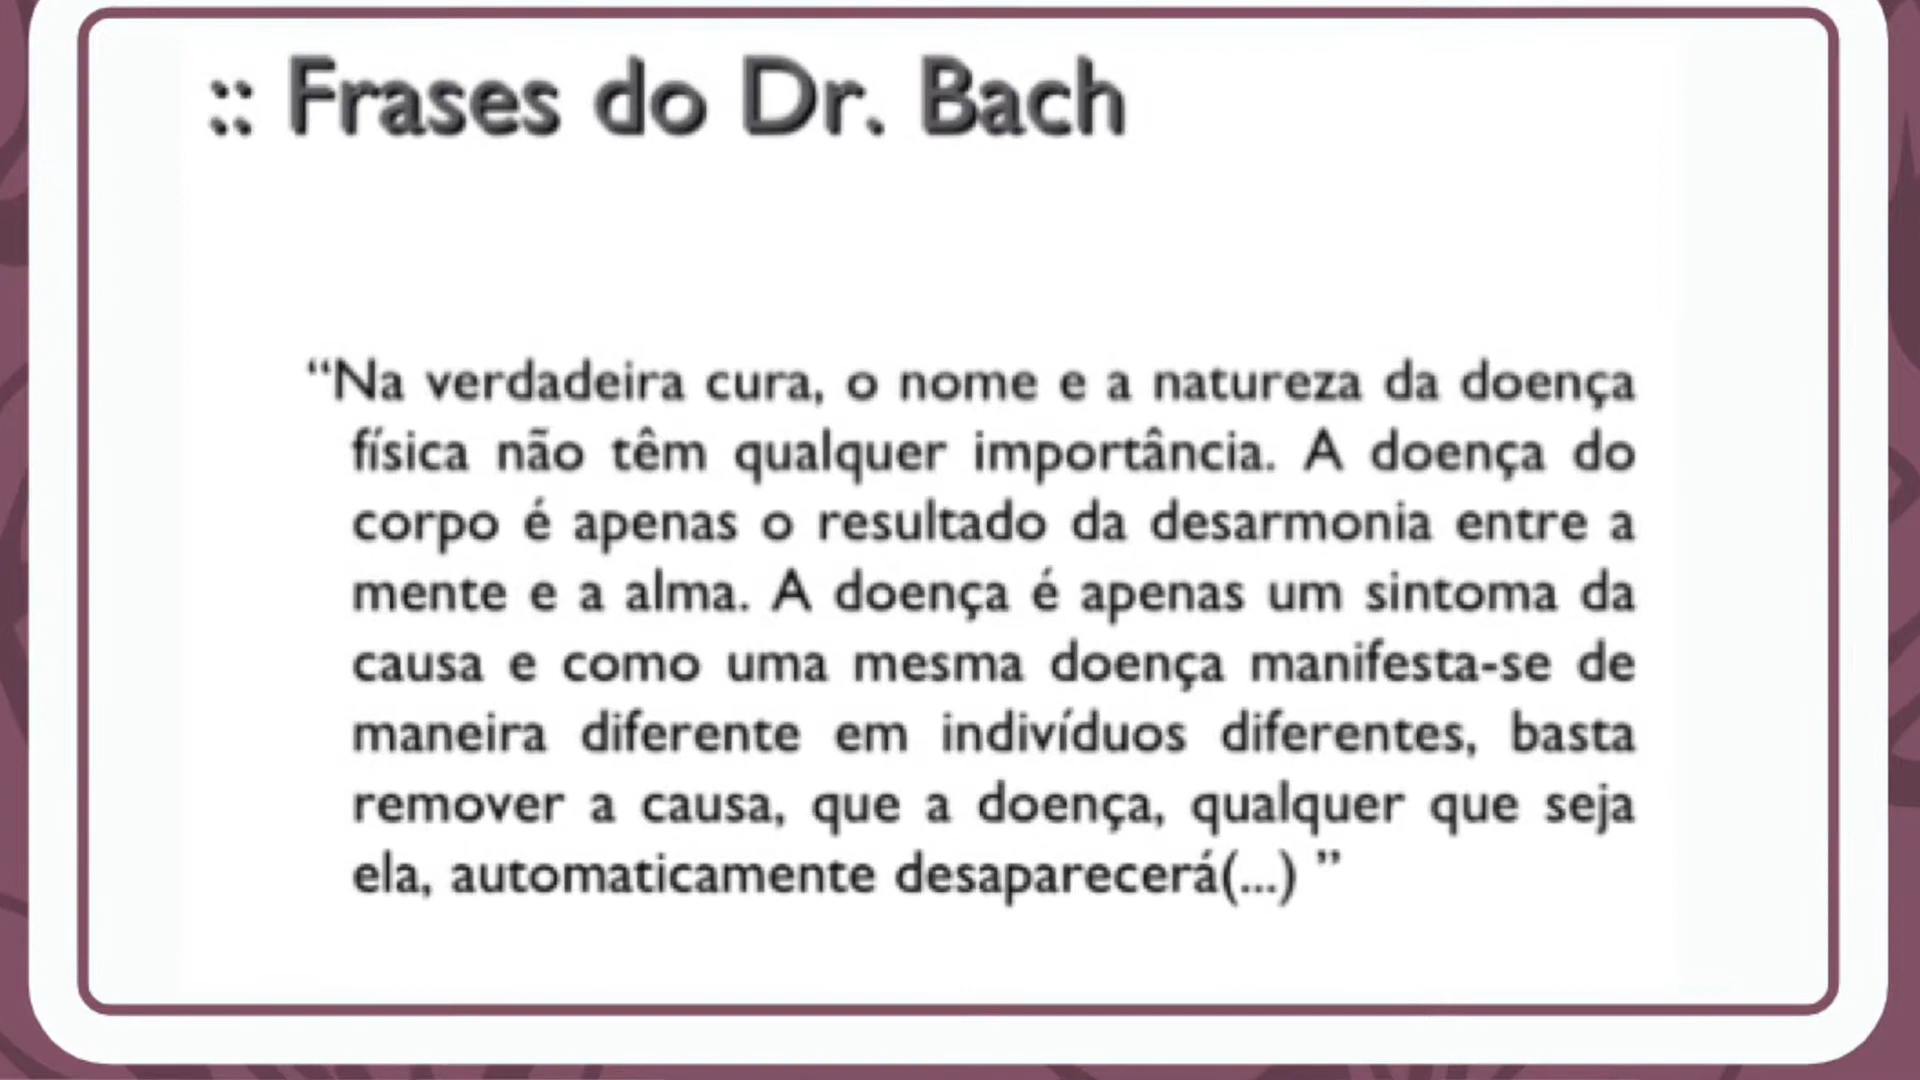 :: Frases do Dr. Bach
“Na verdadeira cura, o nome e a natureza da doença
física não têm qualquer importância. A doença do
corpo é apenas o resultado da desarmonia entre a
mente e a alma. A doença é apenas um sintoma da
causa e como uma mesma doença manifesta-se de
maneira diferente em indivíduos diferentes, basta
remover a causa, que a doença, qualquer que seja
ela, automaticamente desaparecerá(...) ”